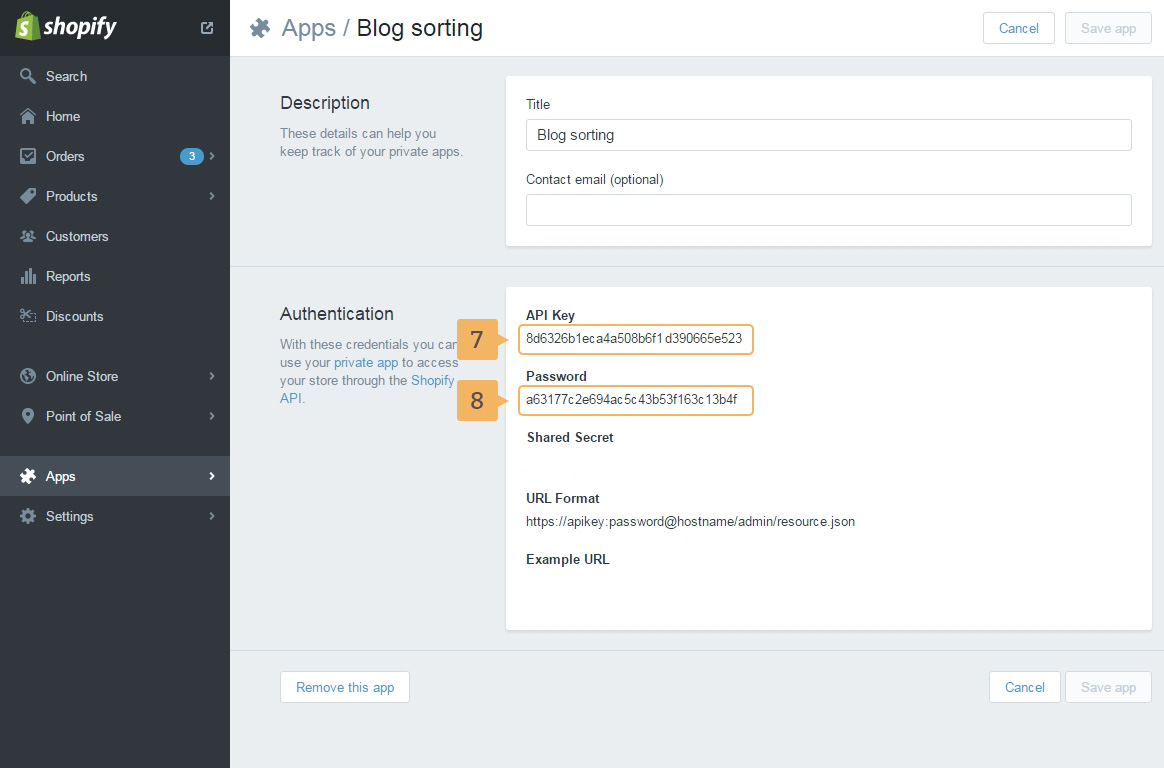 shopify
Search
Home
Orders 3
Products
Customers
Reports
Discounts
Online Store
Point of Sale
Apps
Settings
Apps / Blog sorting
Cancel Save app
Description
These details can help you
keep track of your private apps.
Title
Blog sorting
Contact email (optional)
Authentication
With these credentials you can
use your private app to access
your store through the Shopify
API.
7
8
API Key
8d6326b1eca4a508b6f1d390665e523
Password
a63177c2e694ac5c43b53f163c13b4f
Shared Secret
URL Format
https://apikey:password@hostname/admin/resource.json
Example URL
Remove this app
Cancel Save app